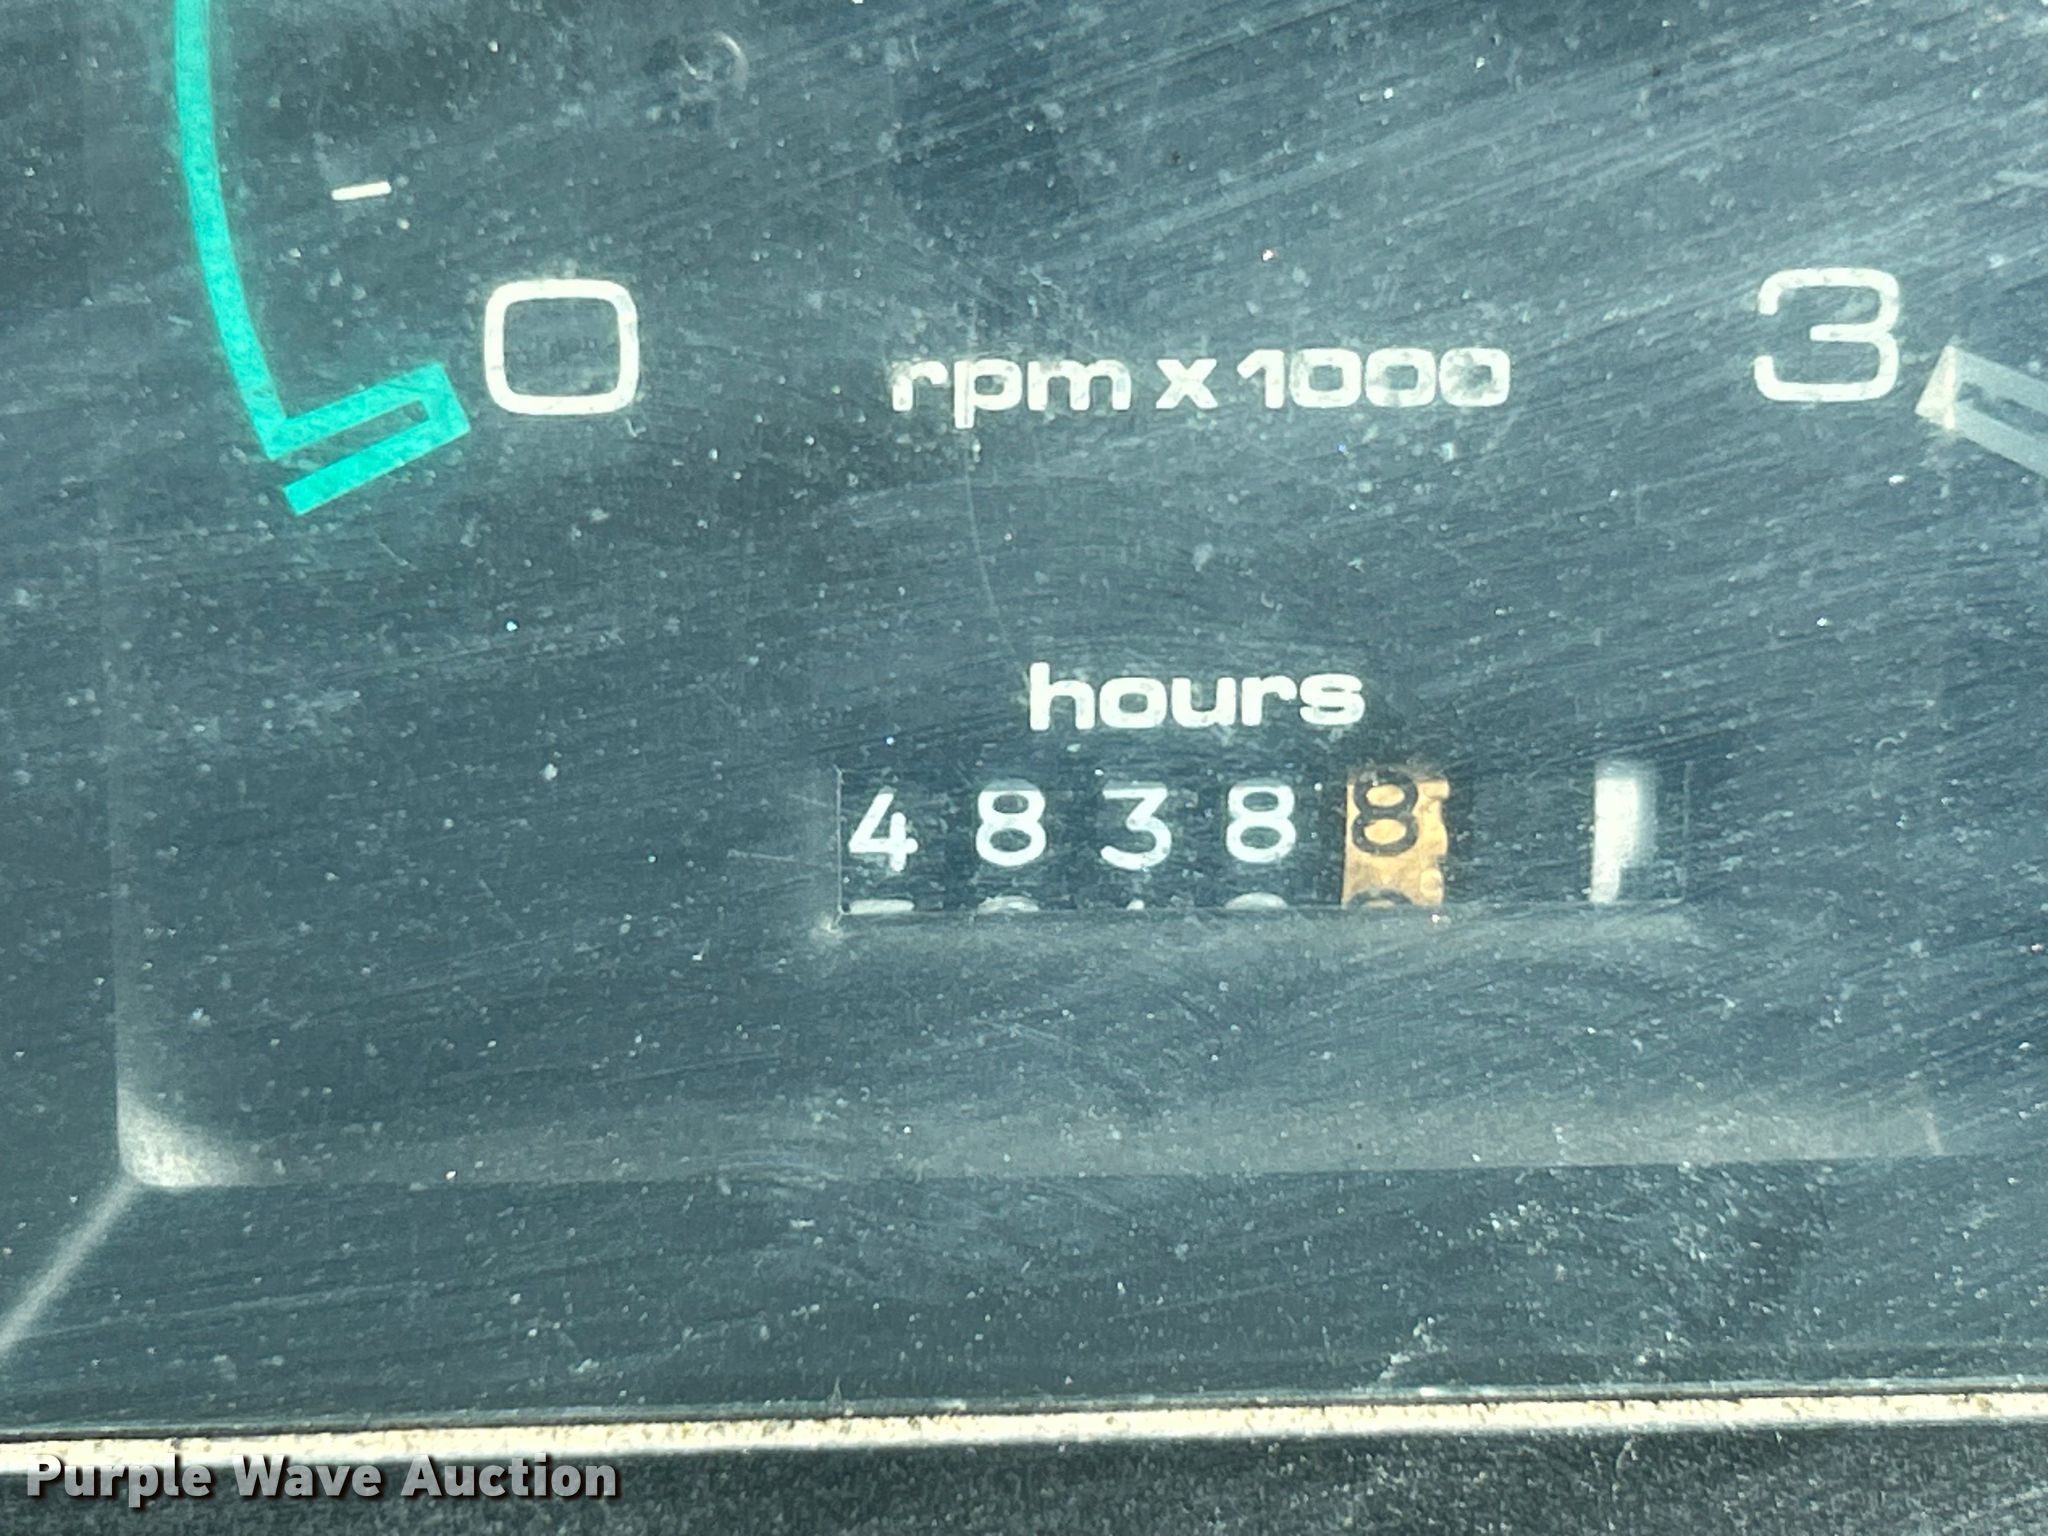 0 rpm x 1000 3
hours
48388
Purple Wave Auction